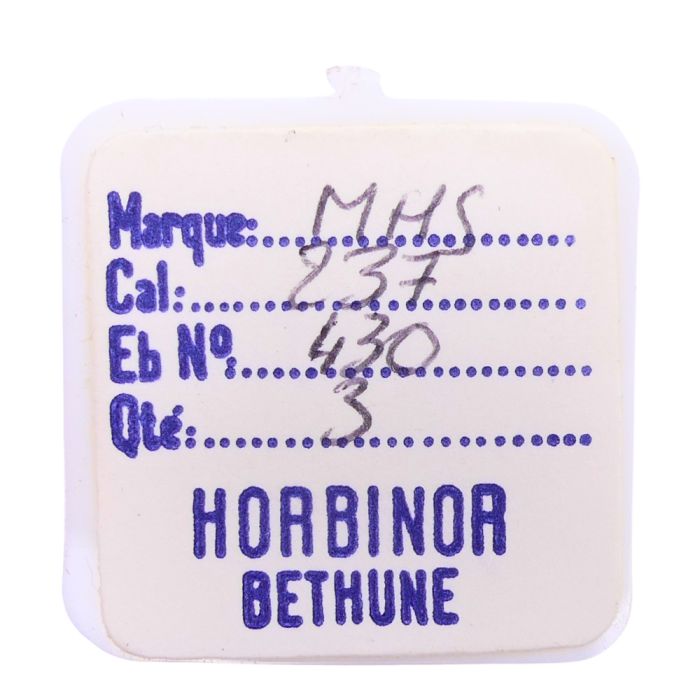 Marque: MHS
Cal: 237
Eb Nº: 430
Qté: 3
HORBINOR
BETHUNE